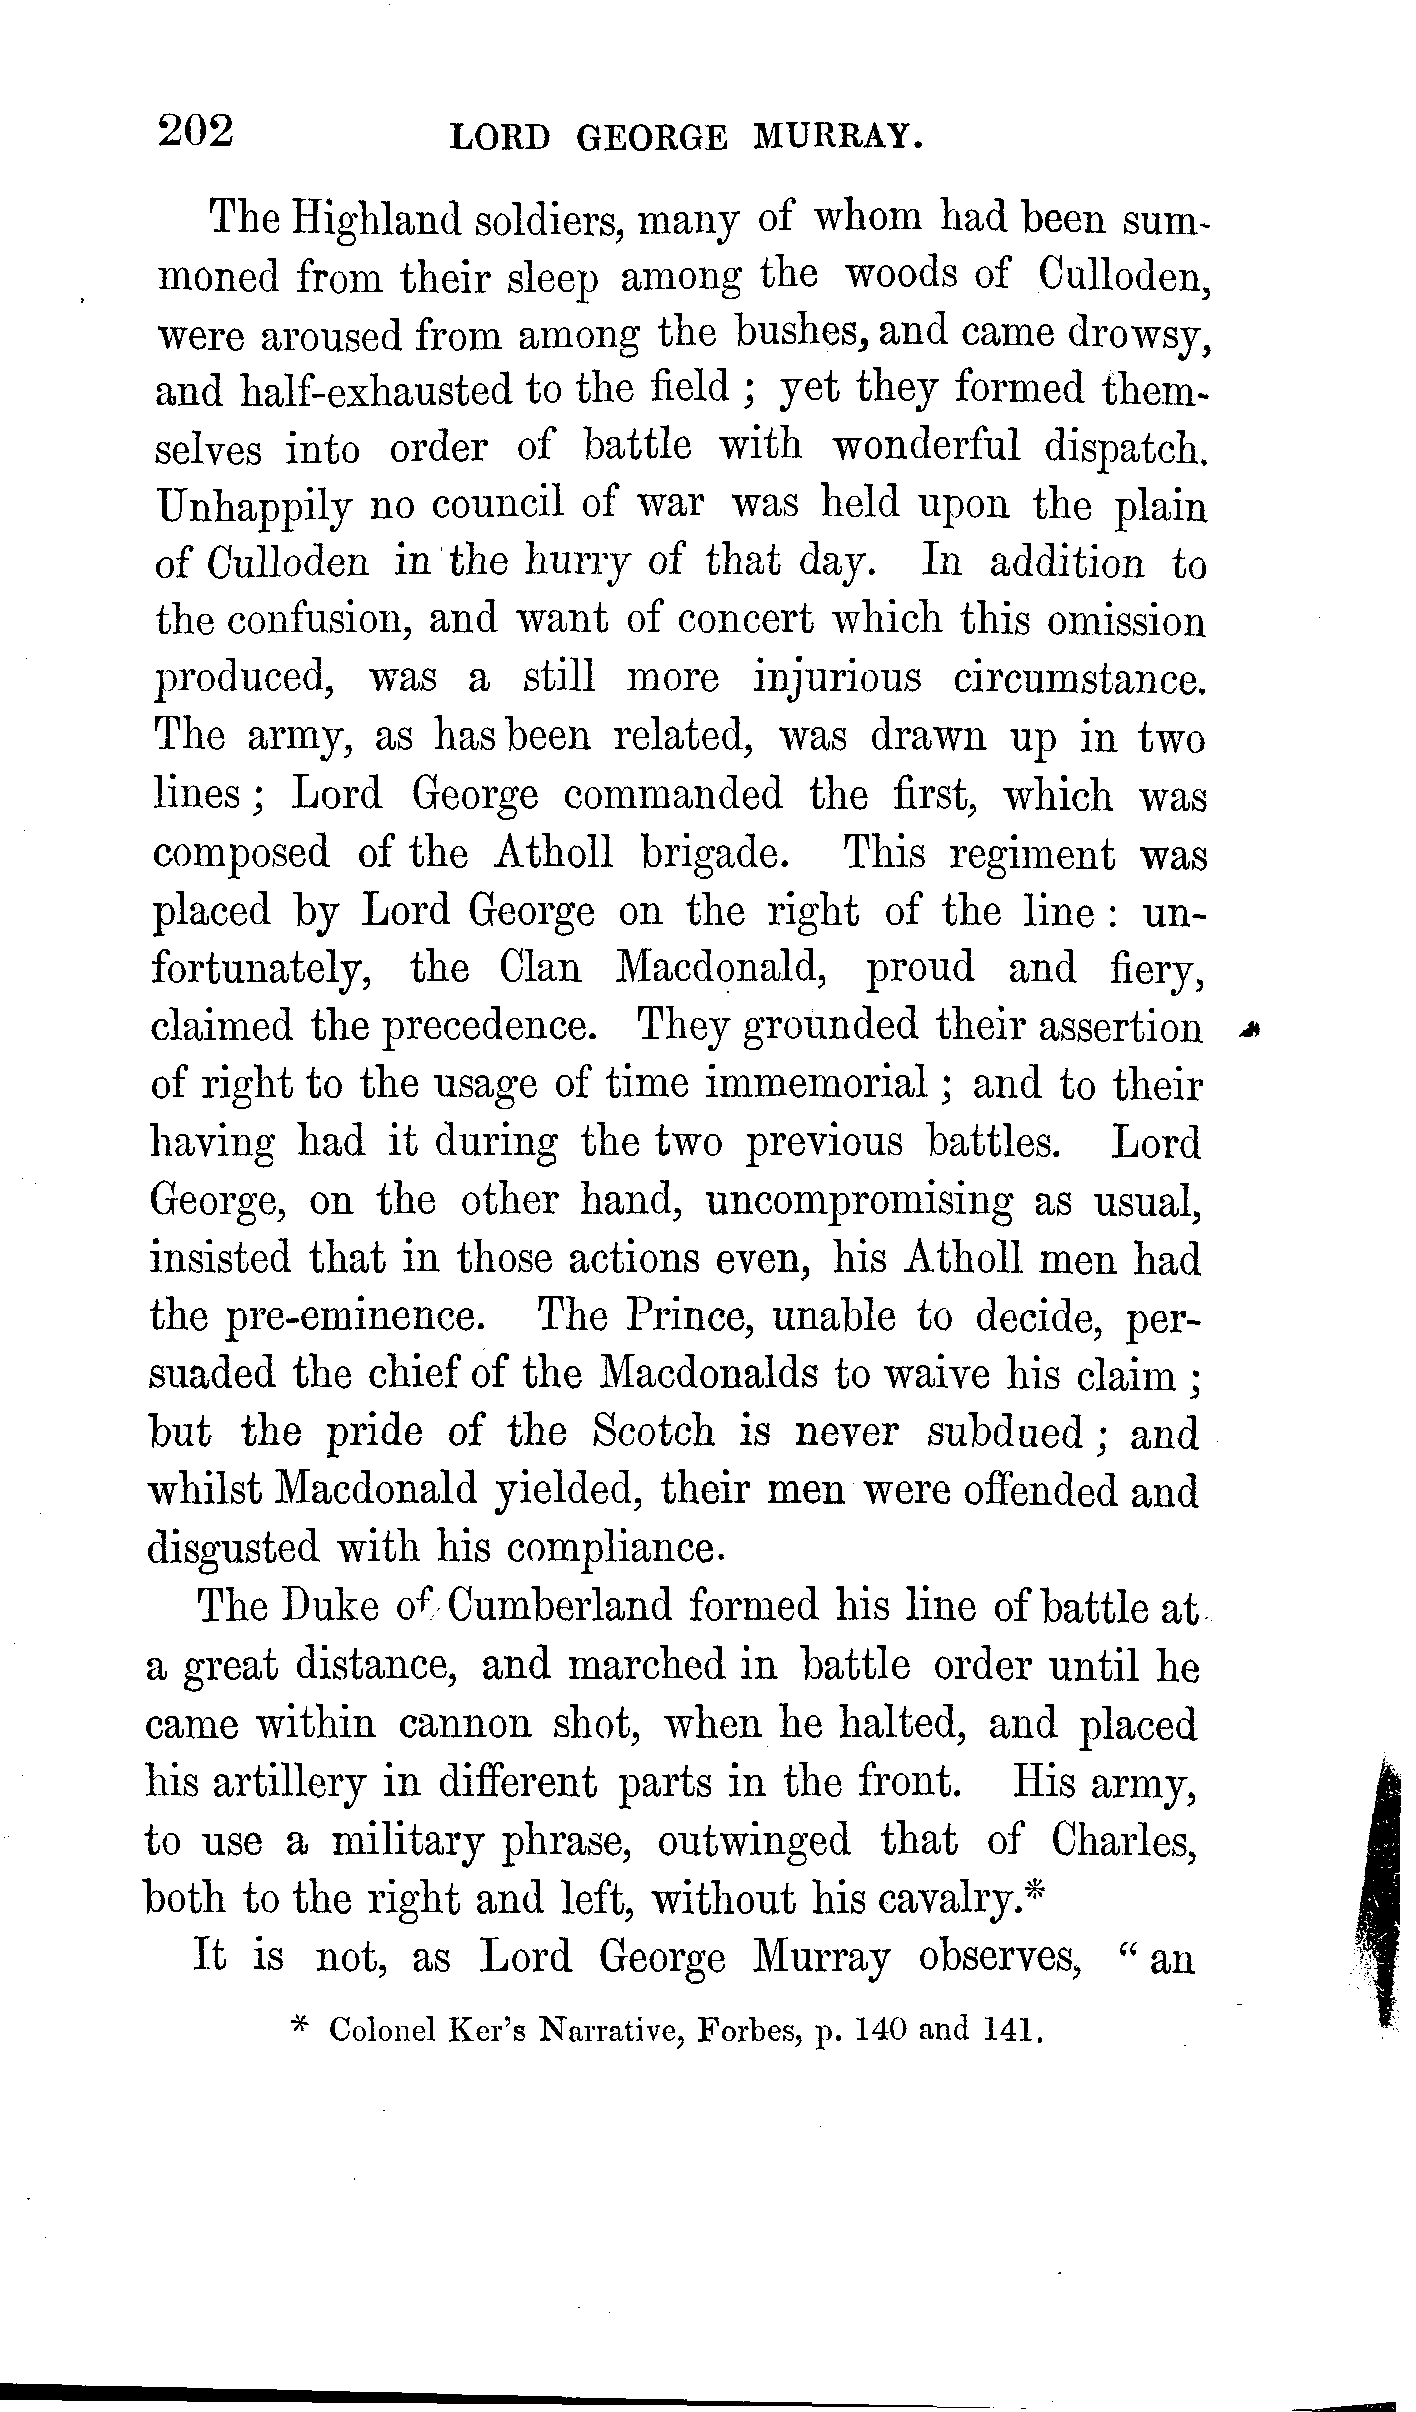 202 LORD GEORGE MURRAY.
The Highland soldiers, many of whom had been sum-
moned from their sleep among the woods of Culloden,
were aroused from among the bushes, and came drowsy,
and half-exhausted to the field ; yet they formed them-
selves into order of battle with wonderful dispatch.
Unhappily no council of war was held upon the plain
of Culloden in the hurry of that day. In addition to
the confusion, and want of concert which this omission
produced, was a still more injurious circumstance.
The army, as has been related, was drawn up in two
lines ; Lord George commanded the first, which was
composed of the Atholl brigade. This regiment was
placed by Lord George on the right of the line : un-
fortunately, the Clan Macdonald, proud and fiery,
claimed the precedence. They grounded their assertion
of right to the usage of time immemorial ; and to their
having had it during the two previous battles. Lord
George, on the other hand, uncompromising as usual,
insisted that in those actions even, his Atholl men had
the pre-eminence. The Prince, unable to decide, per-
suaded the chief of the Macdonalds to waive his claim ;
but the pride of the Scotch is never subdued ; and
whilst Macdonald yielded, their men were offended and
disgusted with his compliance.
The Duke of Cumberland formed his line of battle at
a great distance, and marched in battle order until he
came within cannon shot, when he halted, and placed
his artillery in different parts in the front. His army,
to use a military phrase, outwinged that of Charles,
both to the right and left, without his cavalry.*
It is not, as Lord George Murray observes, " an
* Colonel Ker's Narrative, Forbes, p. 140 and 141.